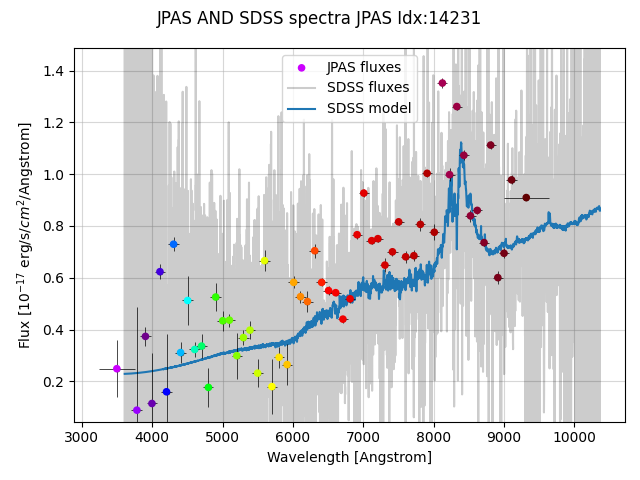 JPAS AND SDSS spectra JPAS Idx:14231
JPAS fluxes
SDSS fluxes
SDSS model
1.4
1.2
1.0
0.8
0.6
0.4
0.2
Flux [10⁻¹⁷ erg/s/cm²/Angstrom]
3000 4000 5000 6000 7000 8000 9000 10000
Wavelength [Angstrom]